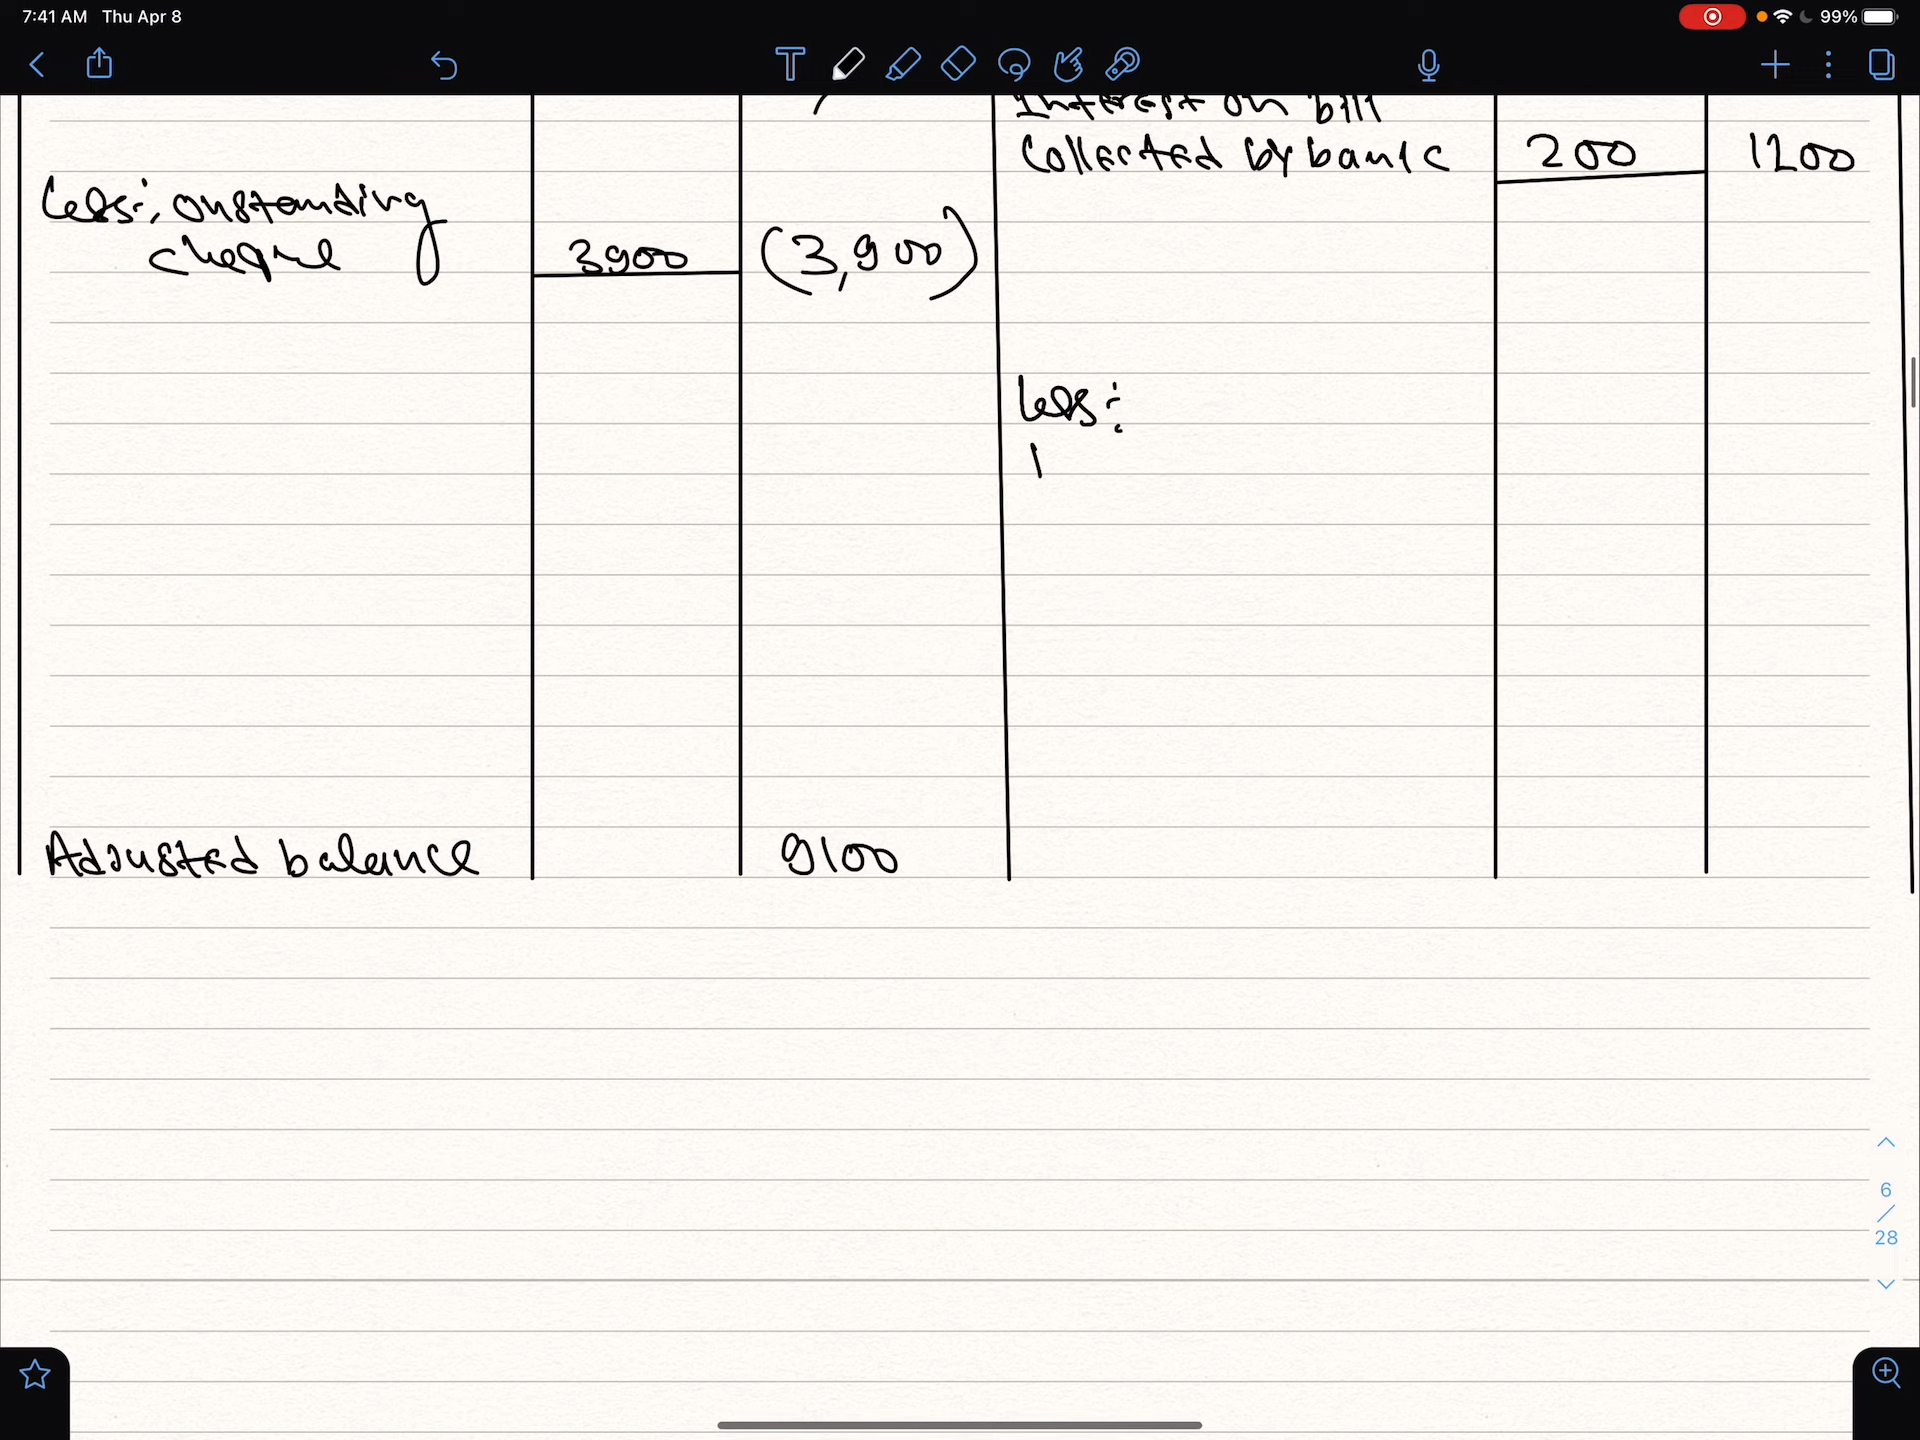 7:41 AM Thu Apr 8
99%
Interest on bill
Collected by bank 200 1200
Less:. oustanding
cheque 3900 (3,900)
Less:
Adjusted balance 9100
6
/
28